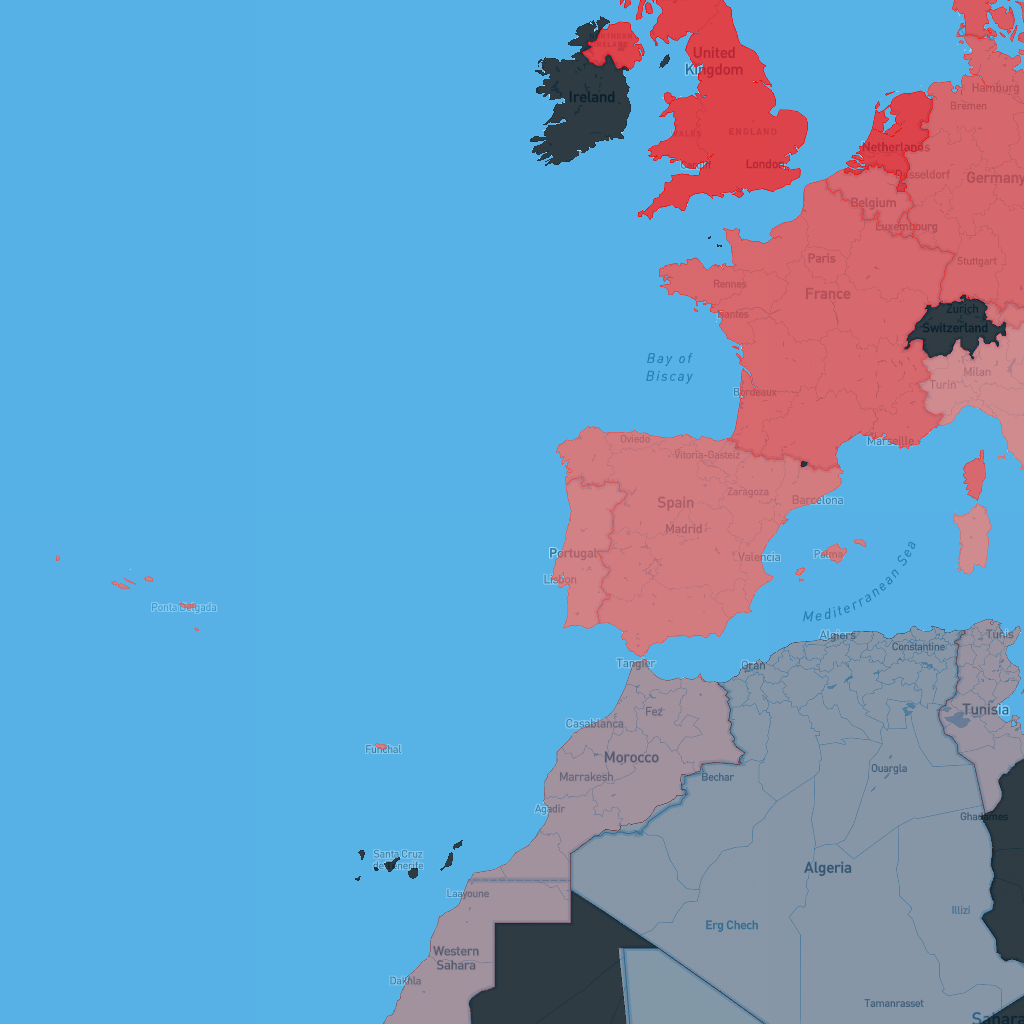 NORTHERN
IRELAND
United
Kingdom
Hamburg
Bremen
Ireland
WALES
ENGLAND
Netherlands
Cardiff
London
Düsseldorf
Germany
Belgium
Luxembourg
Paris
Stuttgart
Rennes
France
Nantes
Zürich
Switzerland
Bay of
Biscay
Milan
Turin
Bordeaux
Oviedo
Marseille
Vitoria-Gasteiz
Zaragoza
Spain
Barcelona
Madrid
Portugal
Valencia
Palma
Lisbon
Mediterranean Sea
Ponta Delgada
Algiers
Tunis
Constantine
Tangier
Oran
Tunisia
Fez
Casablanca
Funchal
Morocco
Ouargla
Marrakesh
Bechar
Agadir
Ghadames
Santa Cruz
de Tenerife
Algeria
Laayoune
Illizi
Erg Chech
Western
Sahara
Dakhla
Tamanrasset
Sahara